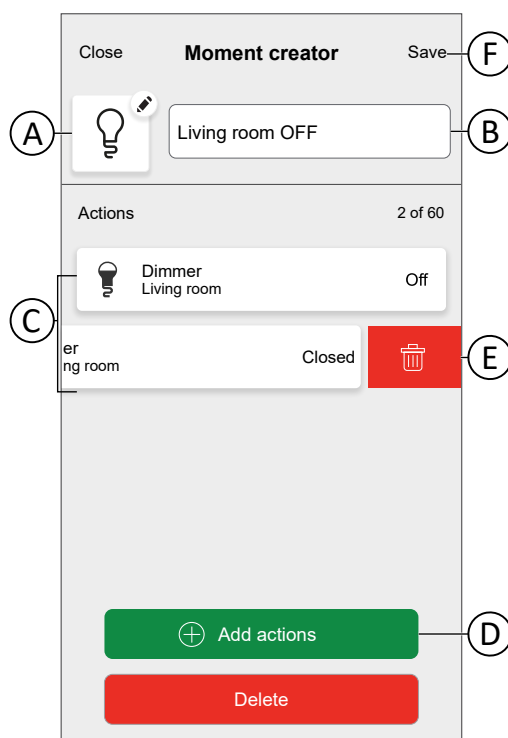 Close Moment creator Save F
A Living room OFF B
Actions 2 of 60
Dimmer
Living room Off
C
er
ng room Closed E
Add actions D
Delete